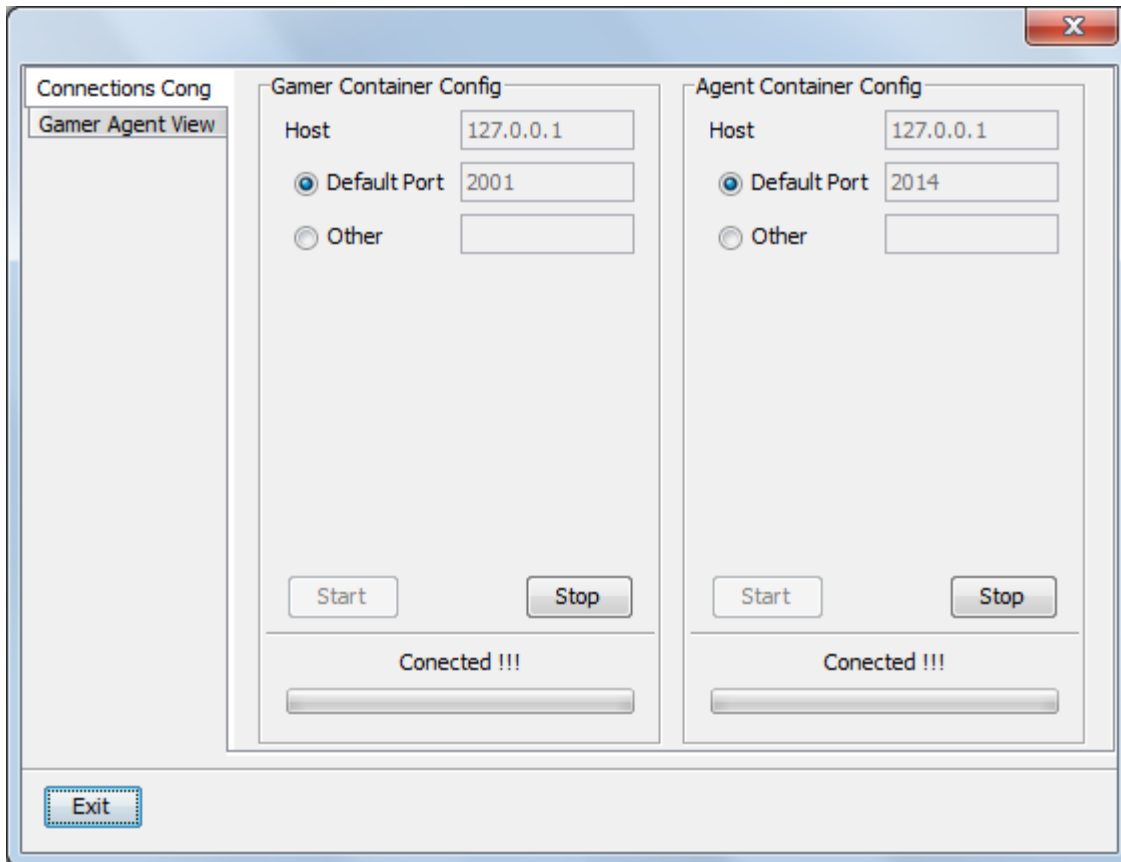 Connections Cong
Gamer Agent View
Gamer Container Config
Host 127.0.0.1
Default Port 2001
Other
Start Stop
Conected !!!
Agent Container Config
Host 127.0.0.1
Default Port 2014
Other
Start Stop
Conected !!!
Exit